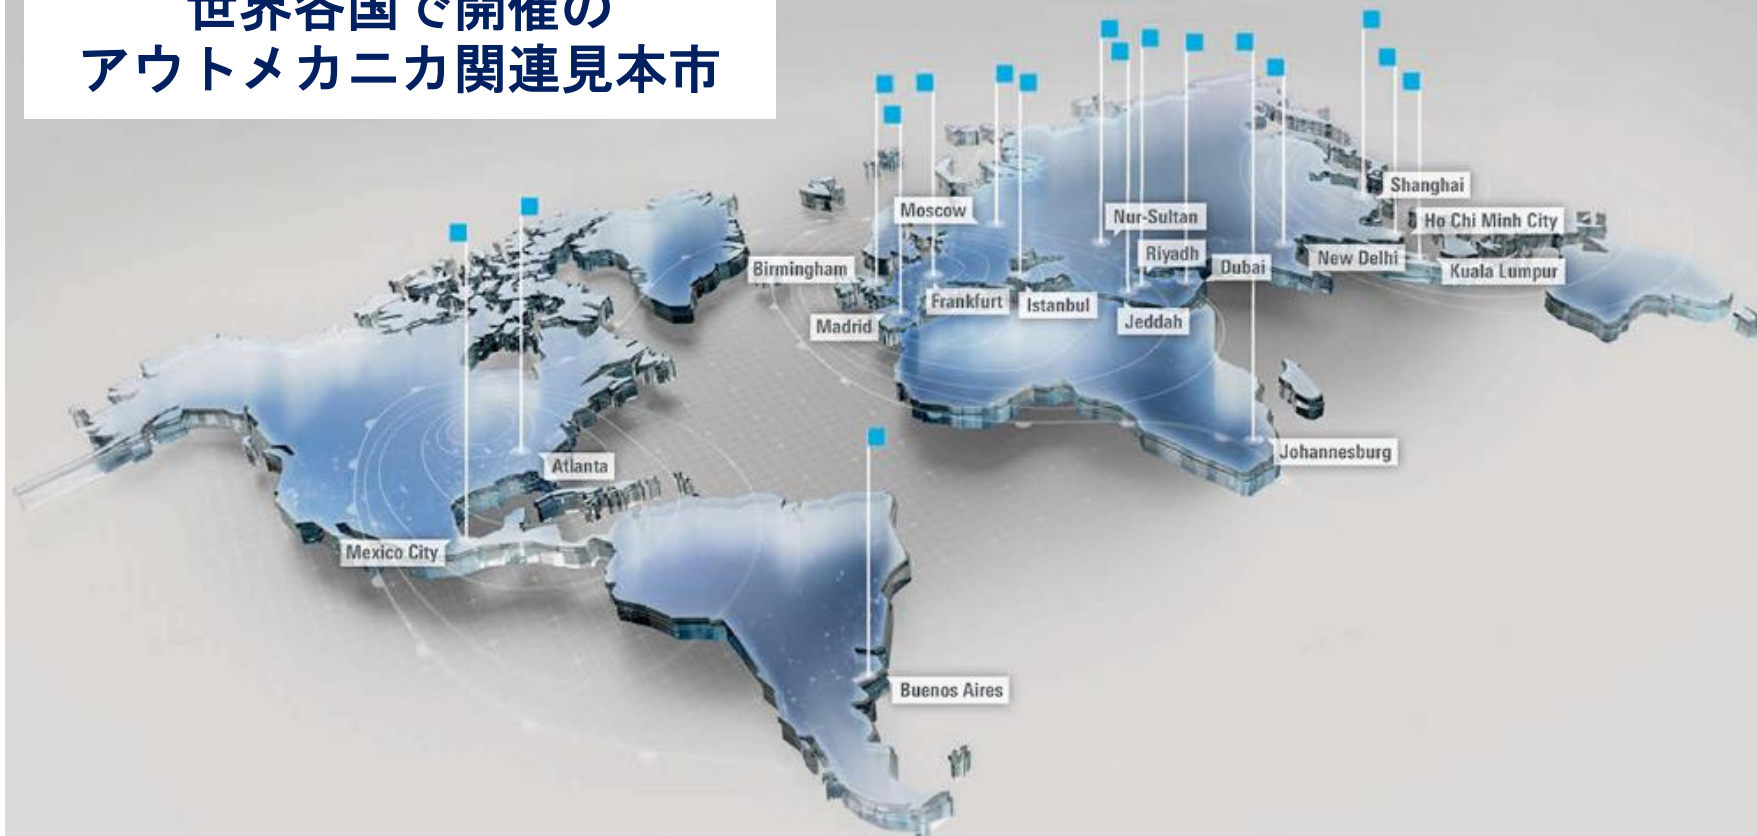 世界各国で開催の
アウトメカニカ関連見本市
Shanghai
Moscow
Nur-Sultan
Ho Chi Minh City
Riyadh
New Delhi
Birmingham
Dubai
Kuala Lumpur
Frankfurt
Istanbul
Madrid
Jeddah
Johannesburg
Atlanta
Mexico City
Buenos Aires